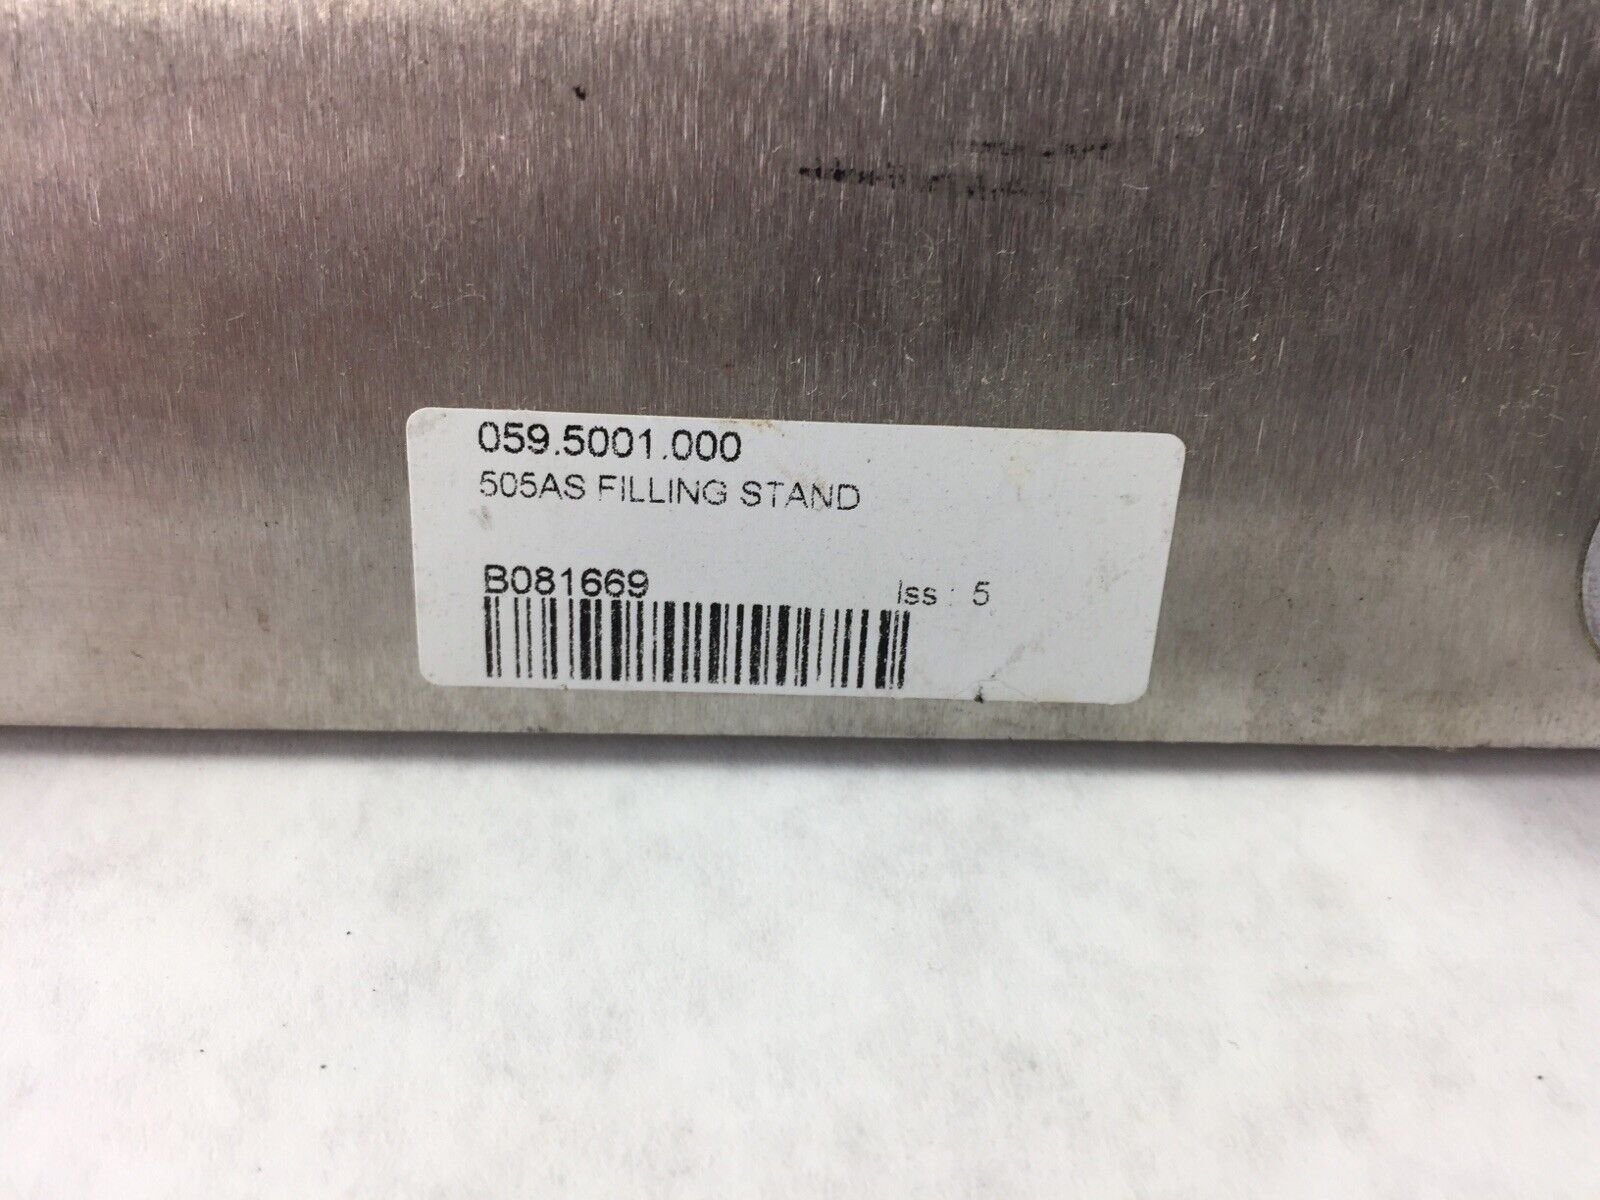 059.5001.000
505AS FILLING STAND
B081669 Iss : 5